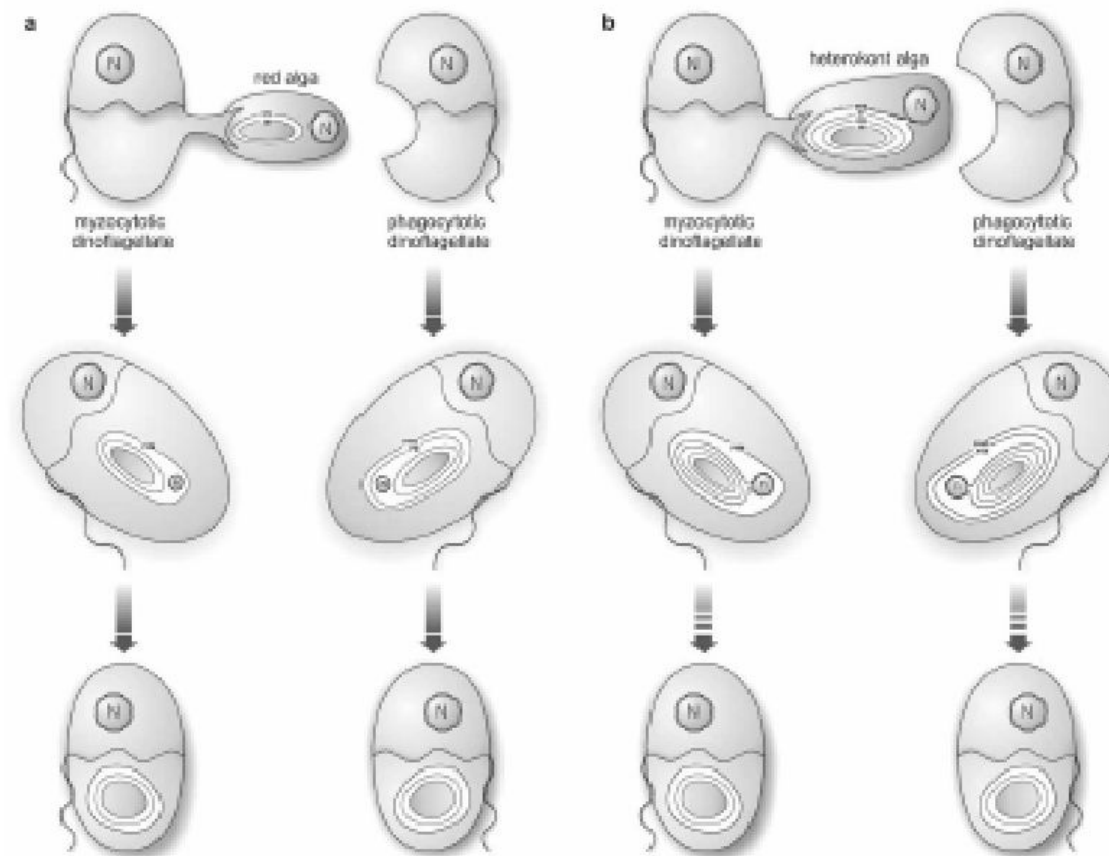 a
N
red alga
N
N
myzocytotic
dinoflagellate
phagocytotic
dinoflagellate
N
N
n
n
N
N
b
N
heterokont alga
N
N
myzocytotic
dinoflagellate
phagocytotic
dinoflagellate
N
N
n
n
N
N